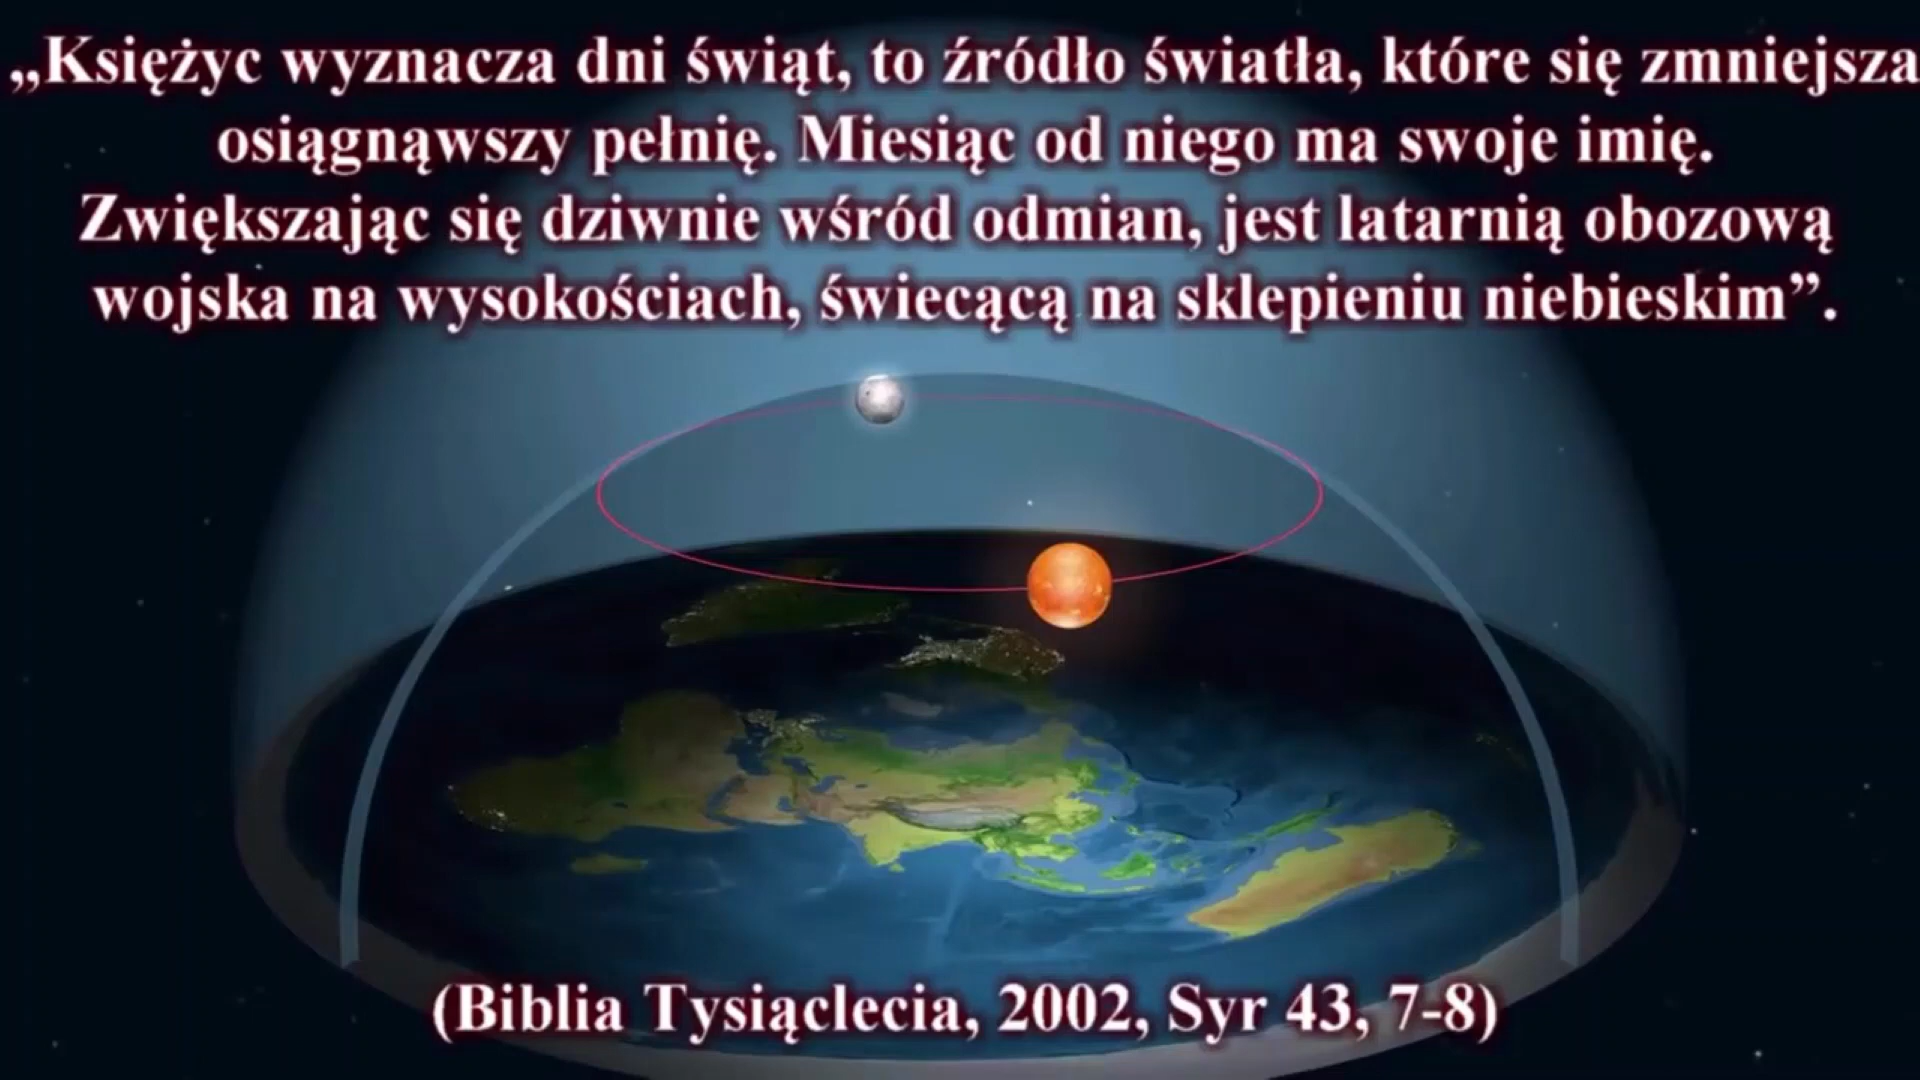 „Księżyc wyznacza dni świąt, to źródło światła, które się zmniejsza
osiągnąwszy pełnię. Miesiąc od niego ma swoje imię.
Zwiększając się dziwnie wśród odmian, jest latarnią obozową
wojska na wysokościach, świecącą na sklepieniu niebieskim”.
(Biblia Tysiąclecia, 2002, Syr 43, 7-8)